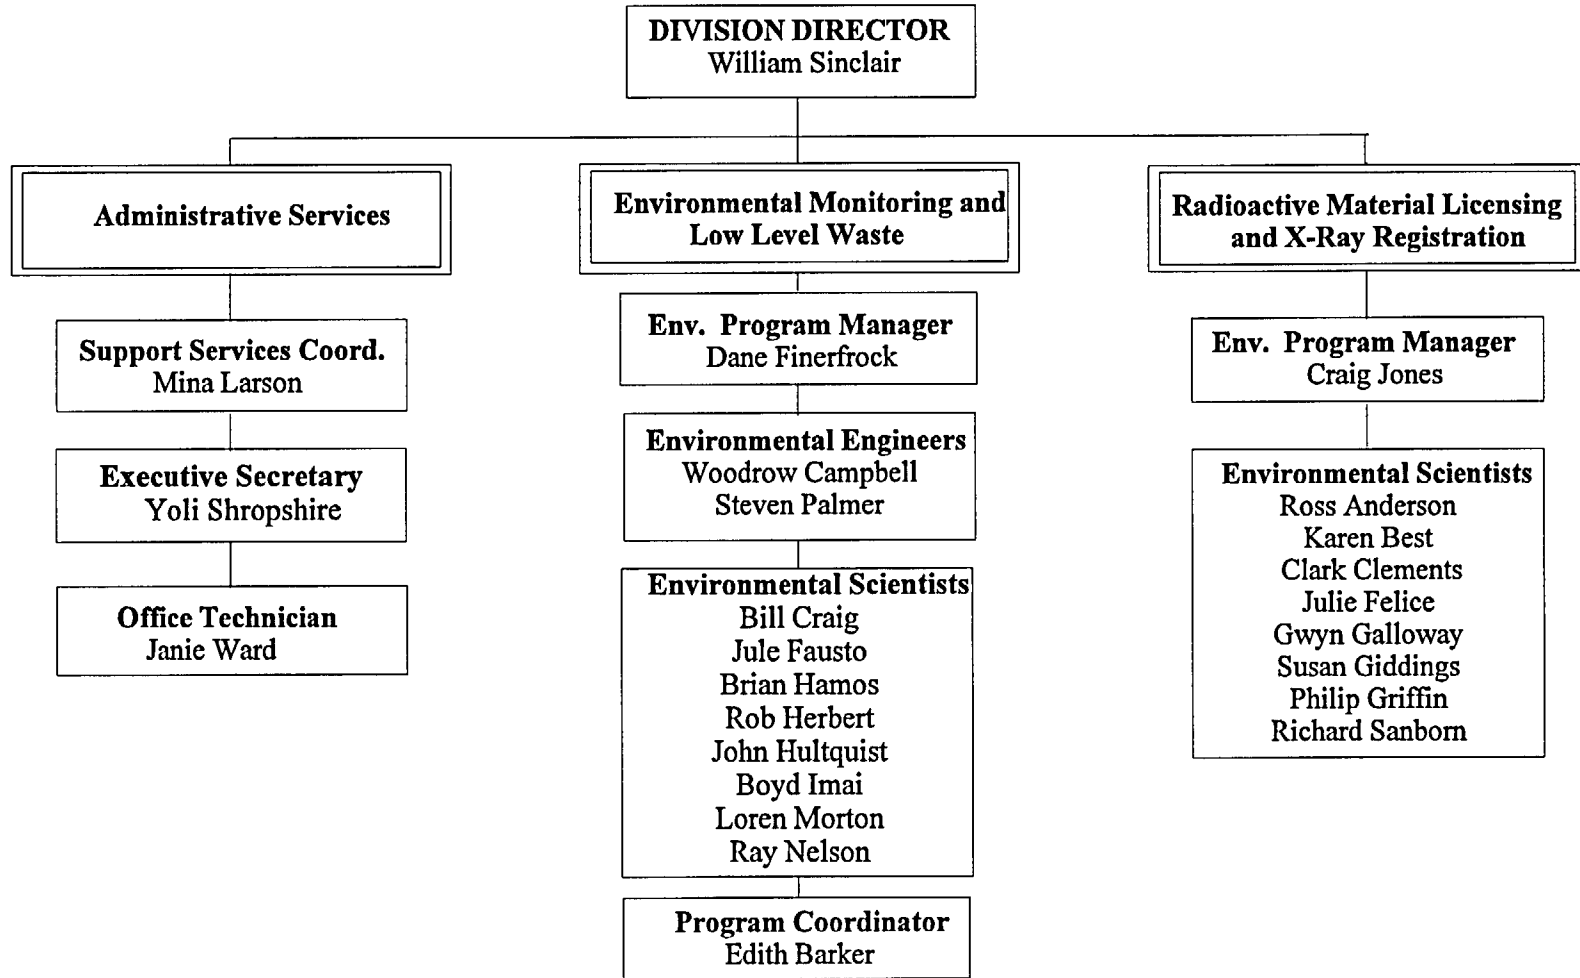 DIVISION DIRECTOR
William Sinclair
Administrative Services
Support Services Coord.
Mina Larson
Executive Secretary
Yoli Shropshire
Office Technician
Janie Ward
Environmental Monitoring and
Low Level Waste
Env. Program Manager
Dane Finerfrock
Environmental Engineers
Woodrow Campbell
Steven Palmer
Environmental Scientists
Bill Craig
Jule Fausto
Brian Hamos
Rob Herbert
John Hultquist
Boyd Imai
Loren Morton
Ray Nelson
Program Coordinator
Edith Barker
Radioactive Material Licensing
and X-Ray Registration
Env. Program Manager
Craig Jones
Environmental Scientists
Ross Anderson
Karen Best
Clark Clements
Julie Felice
Gwyn Galloway
Susan Giddings
Philip Griffin
Richard Sanborn